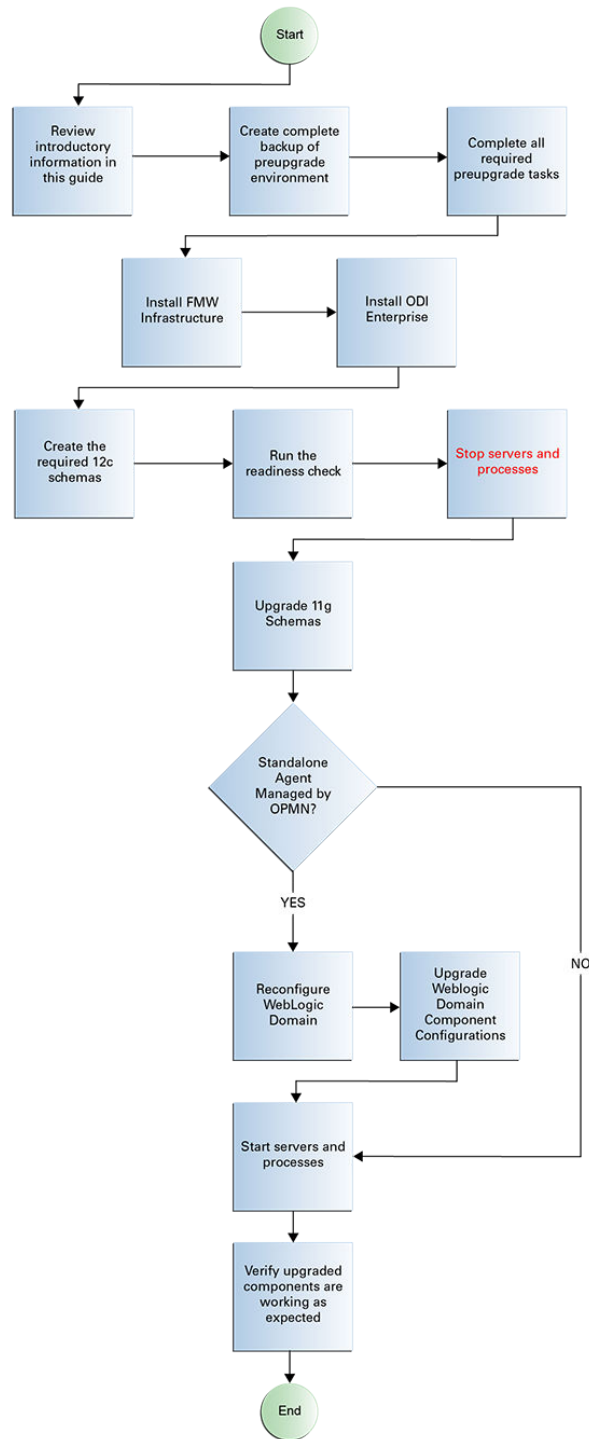 Start
Review
introductory
information in
this guide
Create complete
backup of
preupgrade
environment
Complete all
required
preupgrade tasks
Install FMW
Infrastructure
Install ODI
Enterprise
Create the
required 12c
schemas
Run the
readiness check
Stop servers and
processes
Upgrade 11g
Schemas
Standalone
Agent
Managed by
OPMN?
YES
NO
Reconfigure
WebLogic
Domain
Upgrade
Weblogic
Domain
Component
Configurations
Start servers and
processes
Verify upgraded
components are
working as
expected
End